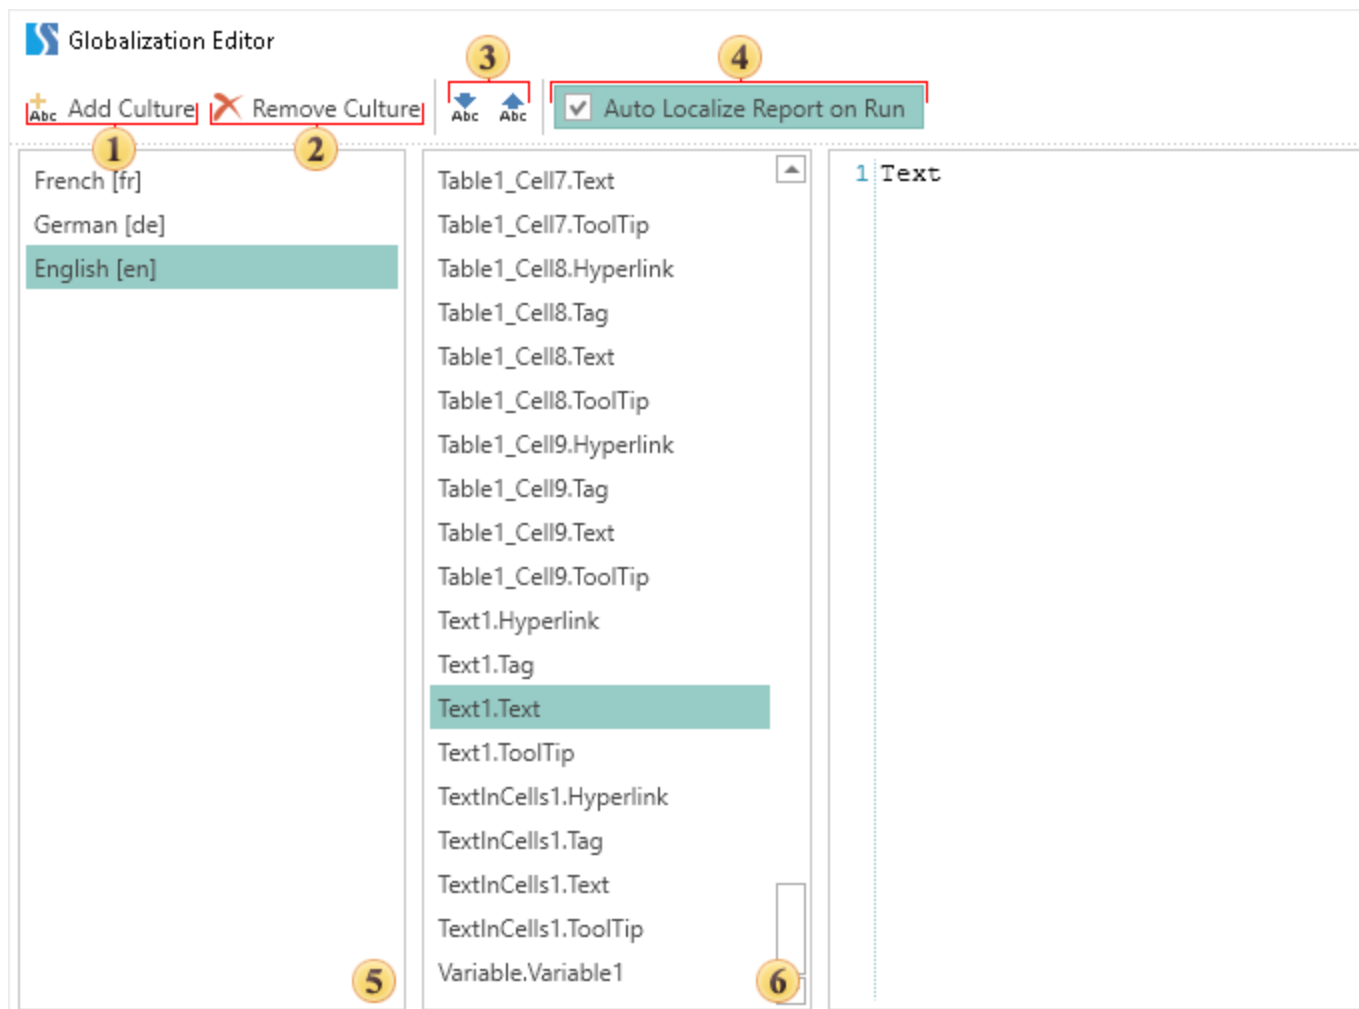 Globalization Editor
3
4
Abc Add Culture
Remove Culture
Abc
Abc
Auto Localize Report on Run
1
2
French [fr]
German [de]
English [en]
5
Table1_Cell7.Text
Table1_Cell7.ToolTip
Table1_Cell8.Hyperlink
Table1_Cell8.Tag
Table1_Cell8.Text
Table1_Cell8.ToolTip
Table1_Cell9.Hyperlink
Table1_Cell9.Tag
Table1_Cell9.Text
Table1_Cell9.ToolTip
Text1.Hyperlink
Text1.Tag
Text1.Text
Text1.ToolTip
TextInCells1.Hyperlink
TextInCells1.Tag
TextInCells1.Text
TextInCells1.ToolTip
Variable.Variable1
6
1 Text